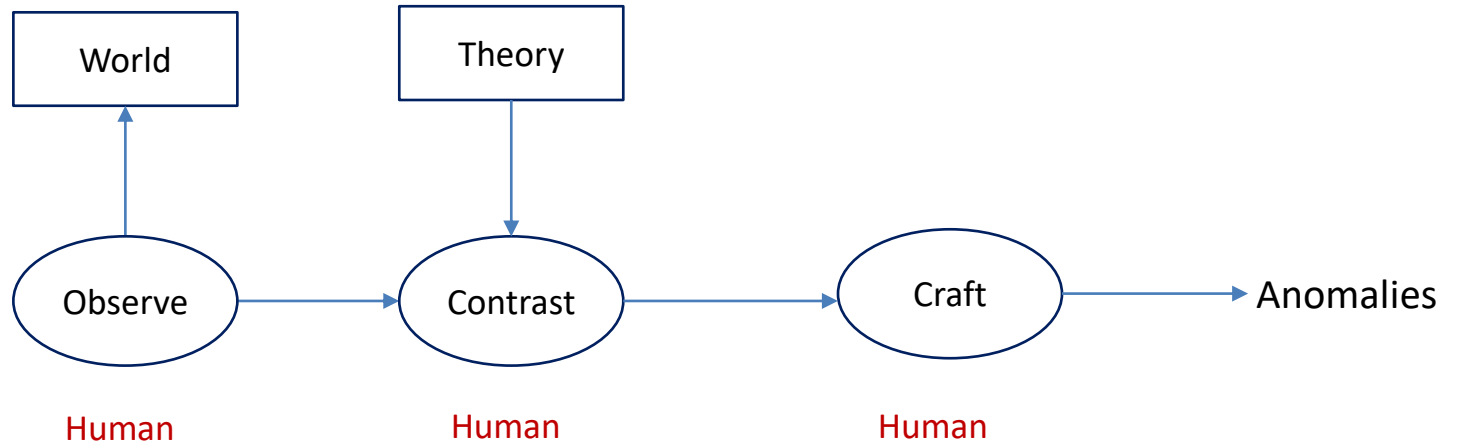 World
Theory
Observe
Contrast
Craft
Anomalies
Human
Human
Human